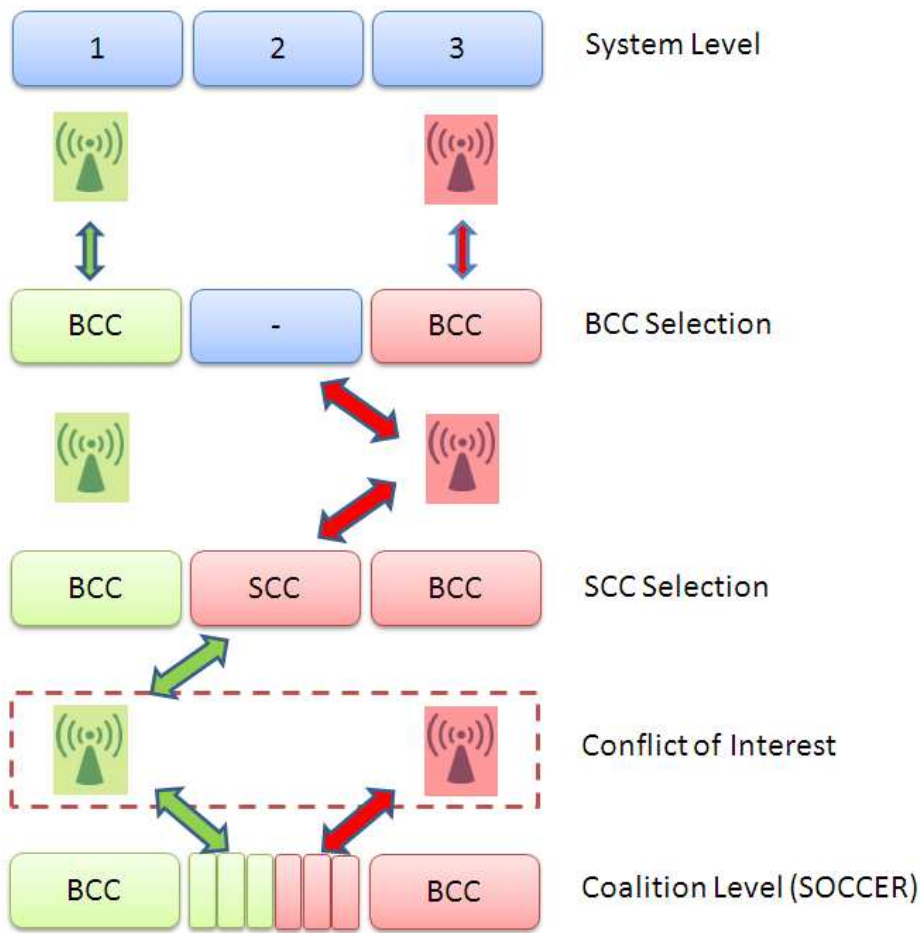 1 2 3 System Level
BCC - BCC BCC Selection
BCC SCC BCC SCC Selection
Conflict of Interest
BCC BCC Coalition Level (SOCCER)